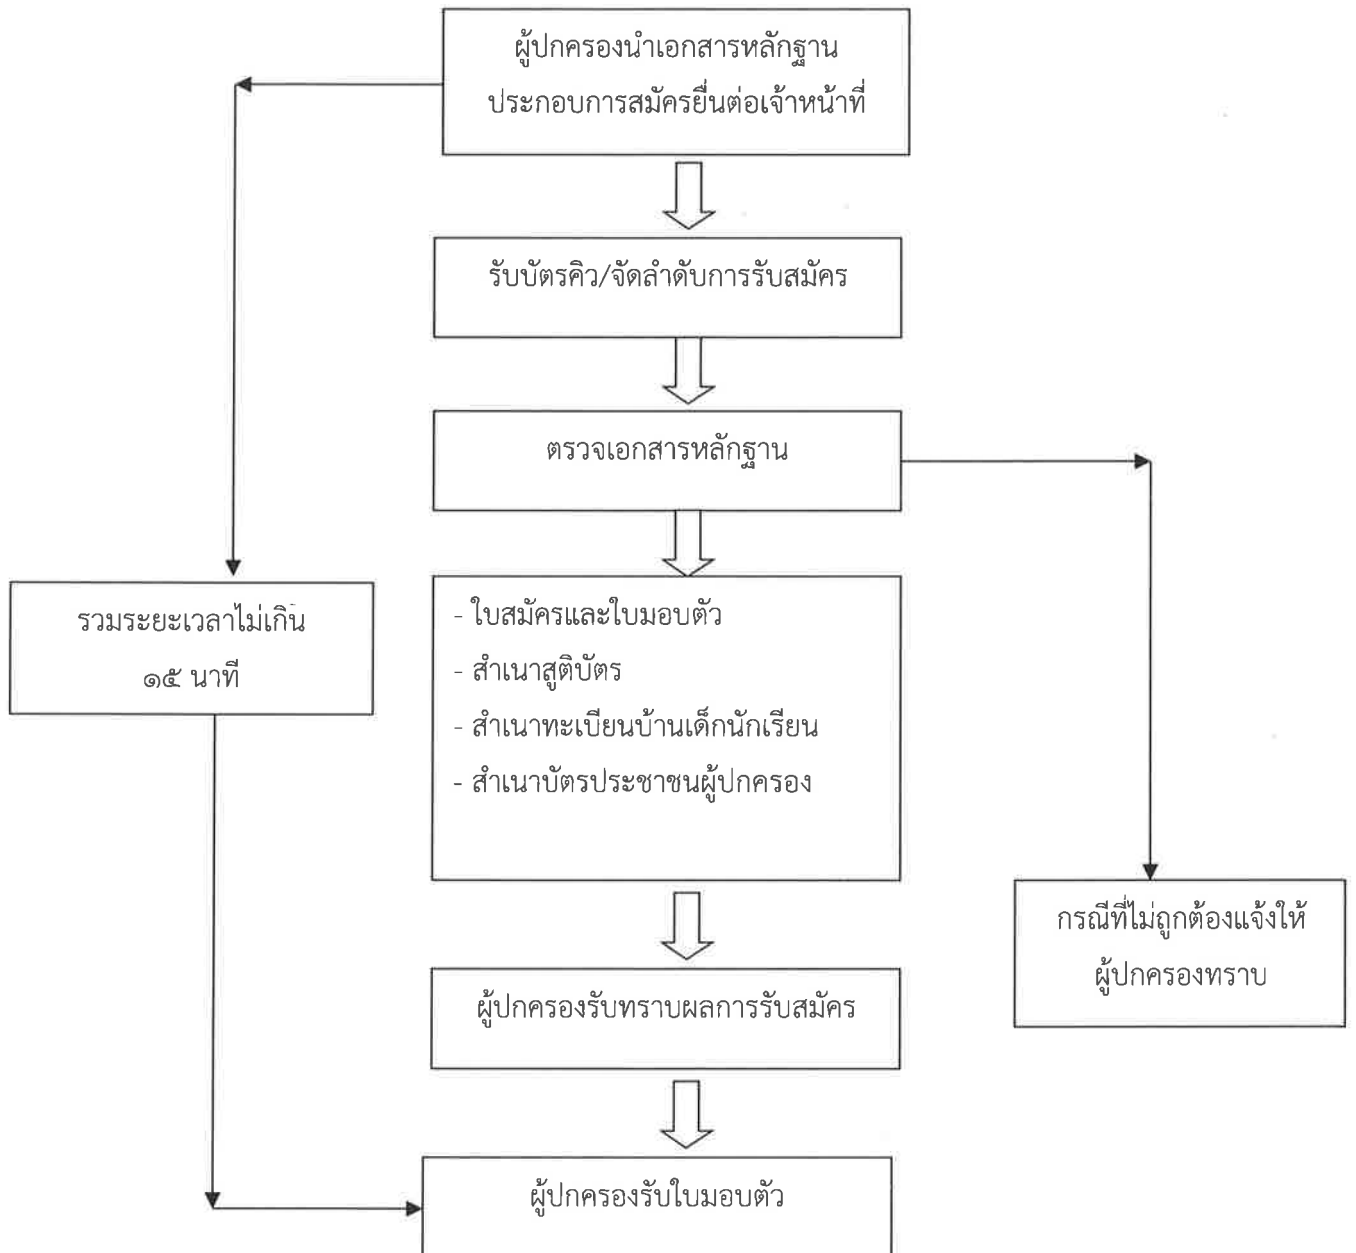 ผู้ปกครองนำเอกสารหลักฐาน
ประกอบการสมัครยื่นต่อเจ้าหน้าที่
รับบัตรคิว/จัดลำดับการรับสมัคร
ตรวจเอกสารหลักฐาน
รวมระยะเวลาไม่เกิน
๑๕ นาที
- ใบสมัครและใบมอบตัว
- สำเนาสูติบัตร
- สำเนาทะเบียนบ้านเด็กนักเรียน
- สำเนาบัตรประชาชนผู้ปกครอง
กรณีที่ไม่ถูกต้องแจ้งให้
ผู้ปกครองทราบ
ผู้ปกครองรับทราบผลการรับสมัคร
ผู้ปกครองรับใบมอบตัว